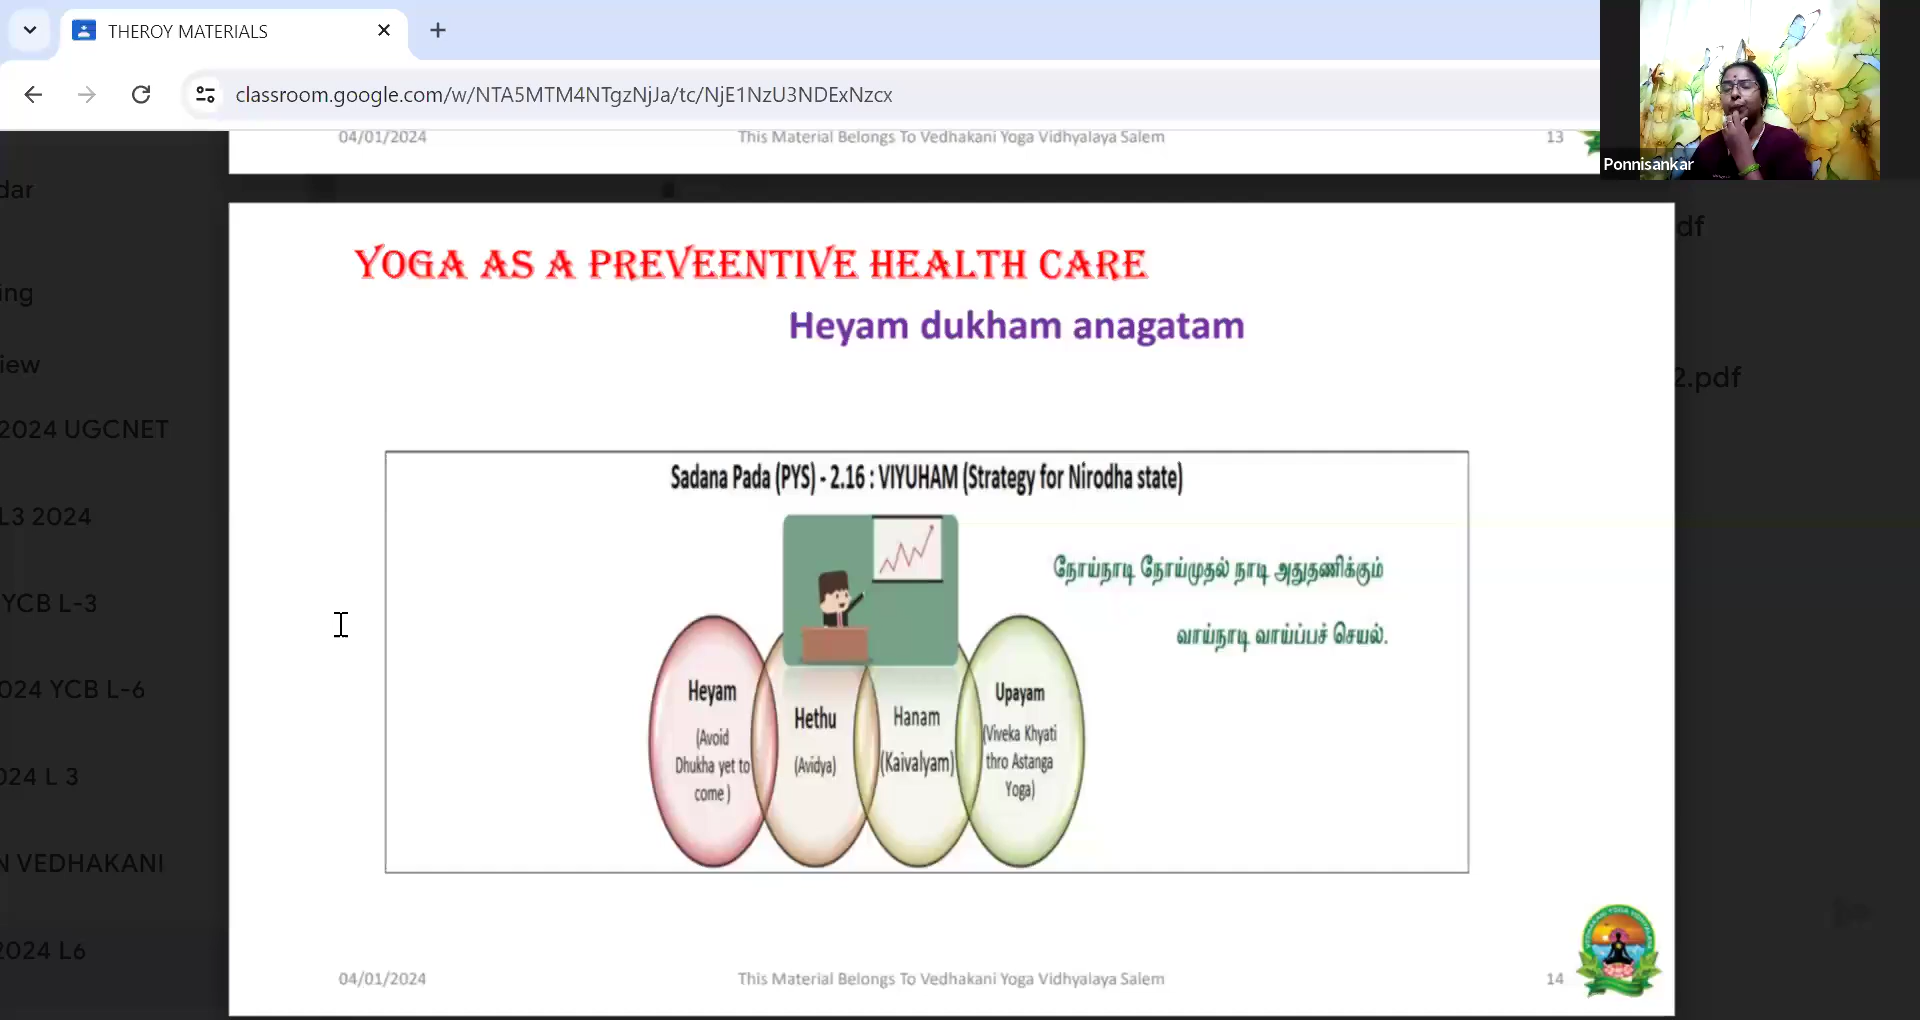 THEROY MATERIALS
classroom.google.com/w/NTA5MTM4NTgzNjJa/tc/NjE1NzU3NDExNzcx
Ponnisankar
04/01/2024 This Material Belongs To Vedhakani Yoga Vidhyalaya Salem 13
dar
ing
iew
2024 UGCNET
L3 2024
YCB L-3
024 YCB L-6
024 L 3
N VEDHAKANI
2024 L6
df
2.pdf
YOGA AS A PREVEENTIVE HEALTH CARE
Heyam dukham anagatam
Sadana Pada (PYS) - 2.16 : VIYUHAM (Strategy for Nirodha state)
நோய்நாடி நோய்முதல் நாடி அதுதணிக்கும்
வாய்நாடி வாய்ப்பச் செயல்.
Heyam
(Avoid
Dhukha yet to
come )
Hethu
(Avidya)
Hanam
(Kaivalyam)
Upayam
(Viveka Khyati
thro Astanga
Yoga)
04/01/2024 This Material Belongs To Vedhakani Yoga Vidhyalaya Salem 14